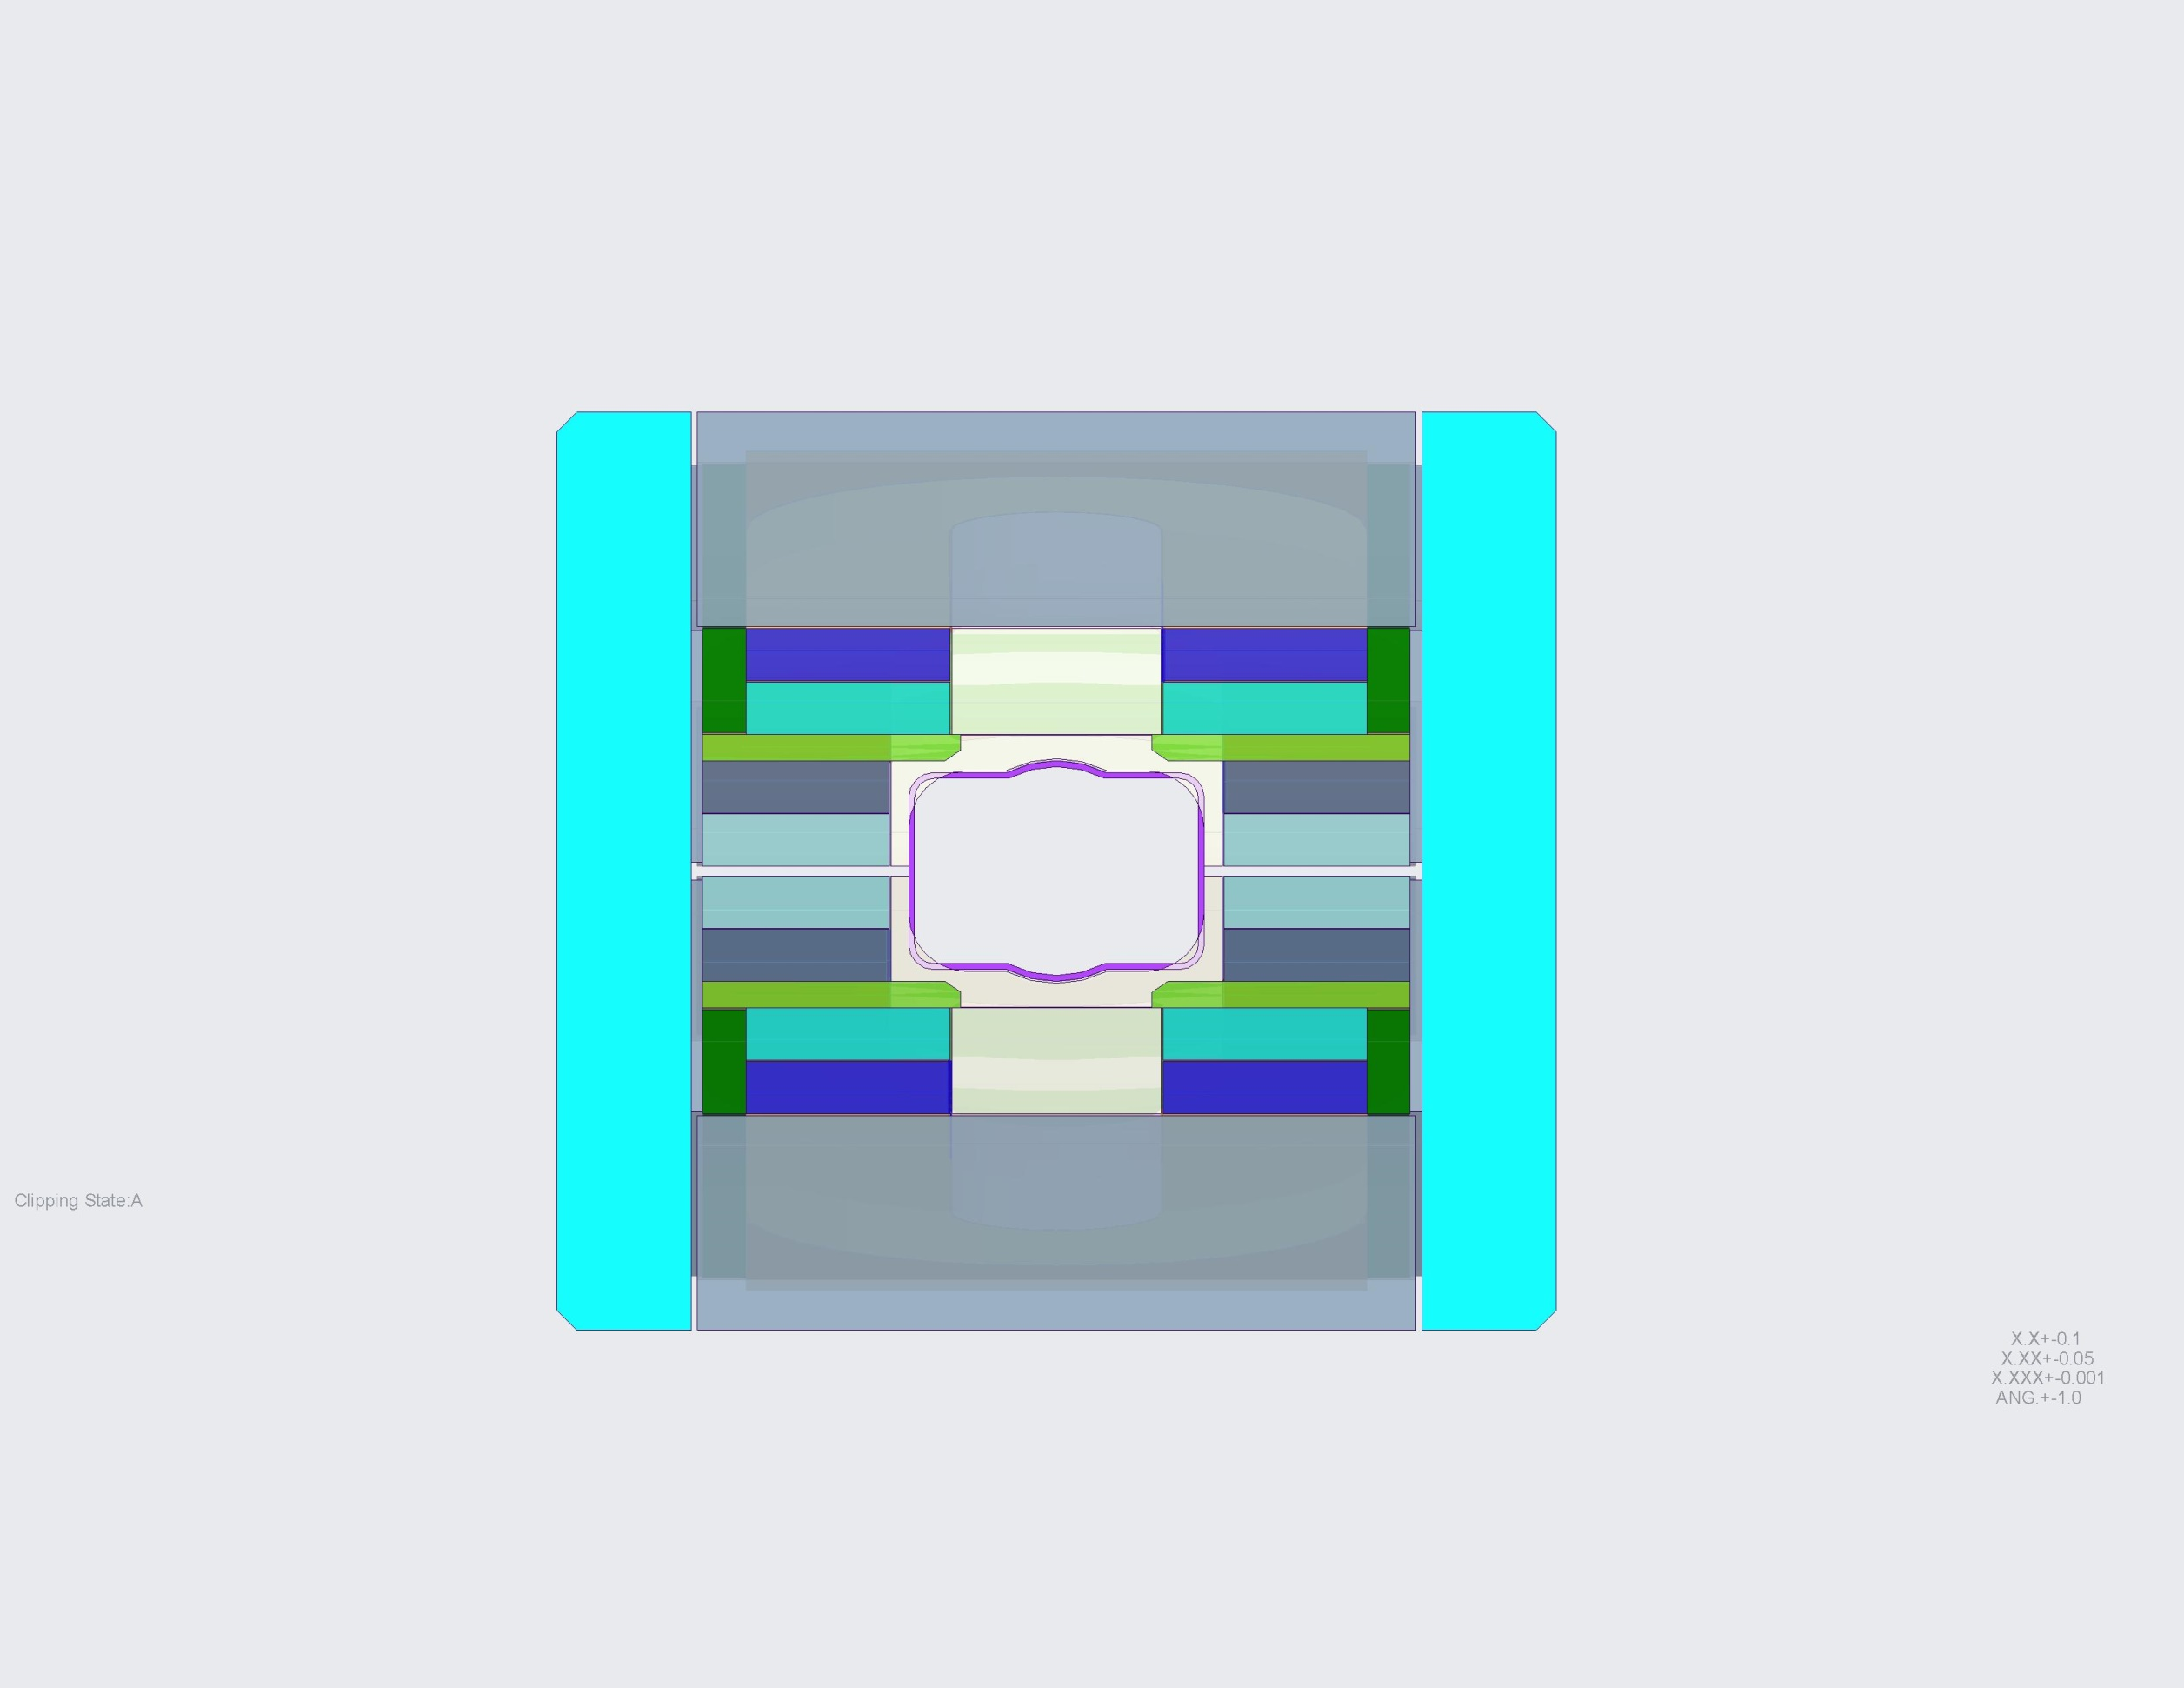 Clipping State:A
X.X+-0.1
X.XX+-0.05
X.XXX+-0.001
ANG.+-1.0